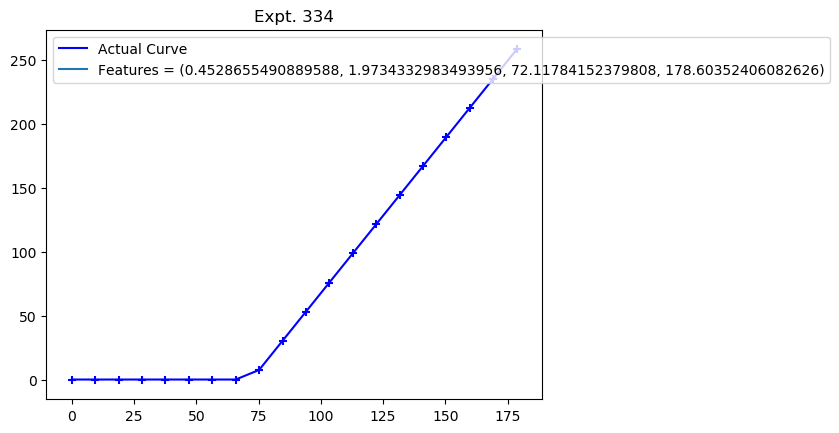 Expt. 334
Actual Curve
Features = (0.4528655490889588, 1.9734332983493956, 72.11784152379808, 178.60352406082626)
250
200
150
100
50
0
0 25 50 75 100 125 150 175